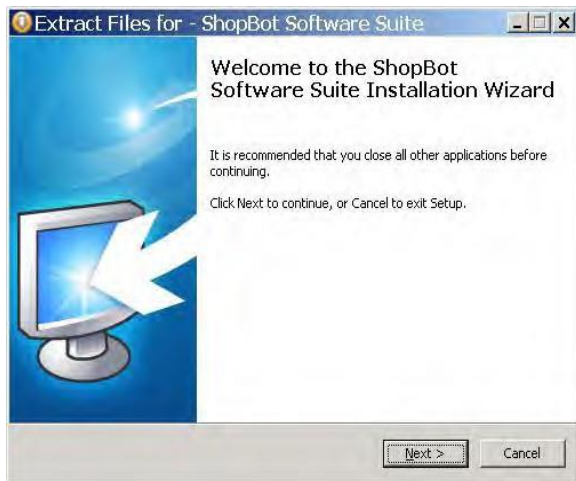 Extract Files for - ShopBot Software Suite
Welcome to the ShopBot
Software Suite Installation Wizard
It is recommended that you close all other applications before
continuing.
Click Next to continue, or Cancel to exit Setup.
Next >
Cancel